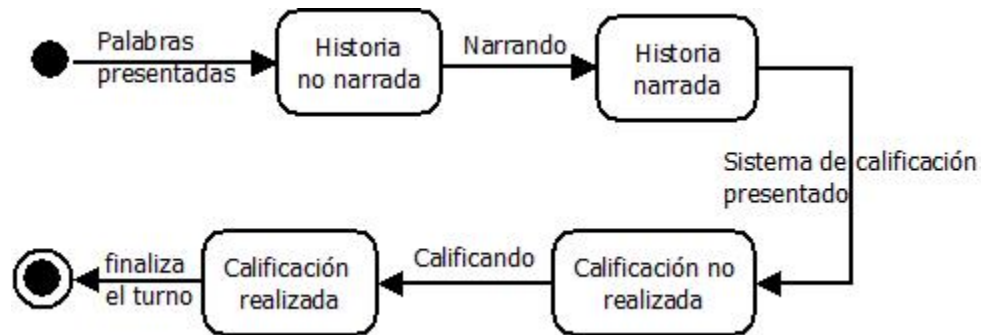 Palabras
presentadas
Historia
no narrada
Narrando
Historia
narrada
Sistema de calificación
presentado
Calificación no
realizada
Calificando
Calificación
realizada
finaliza
el turno